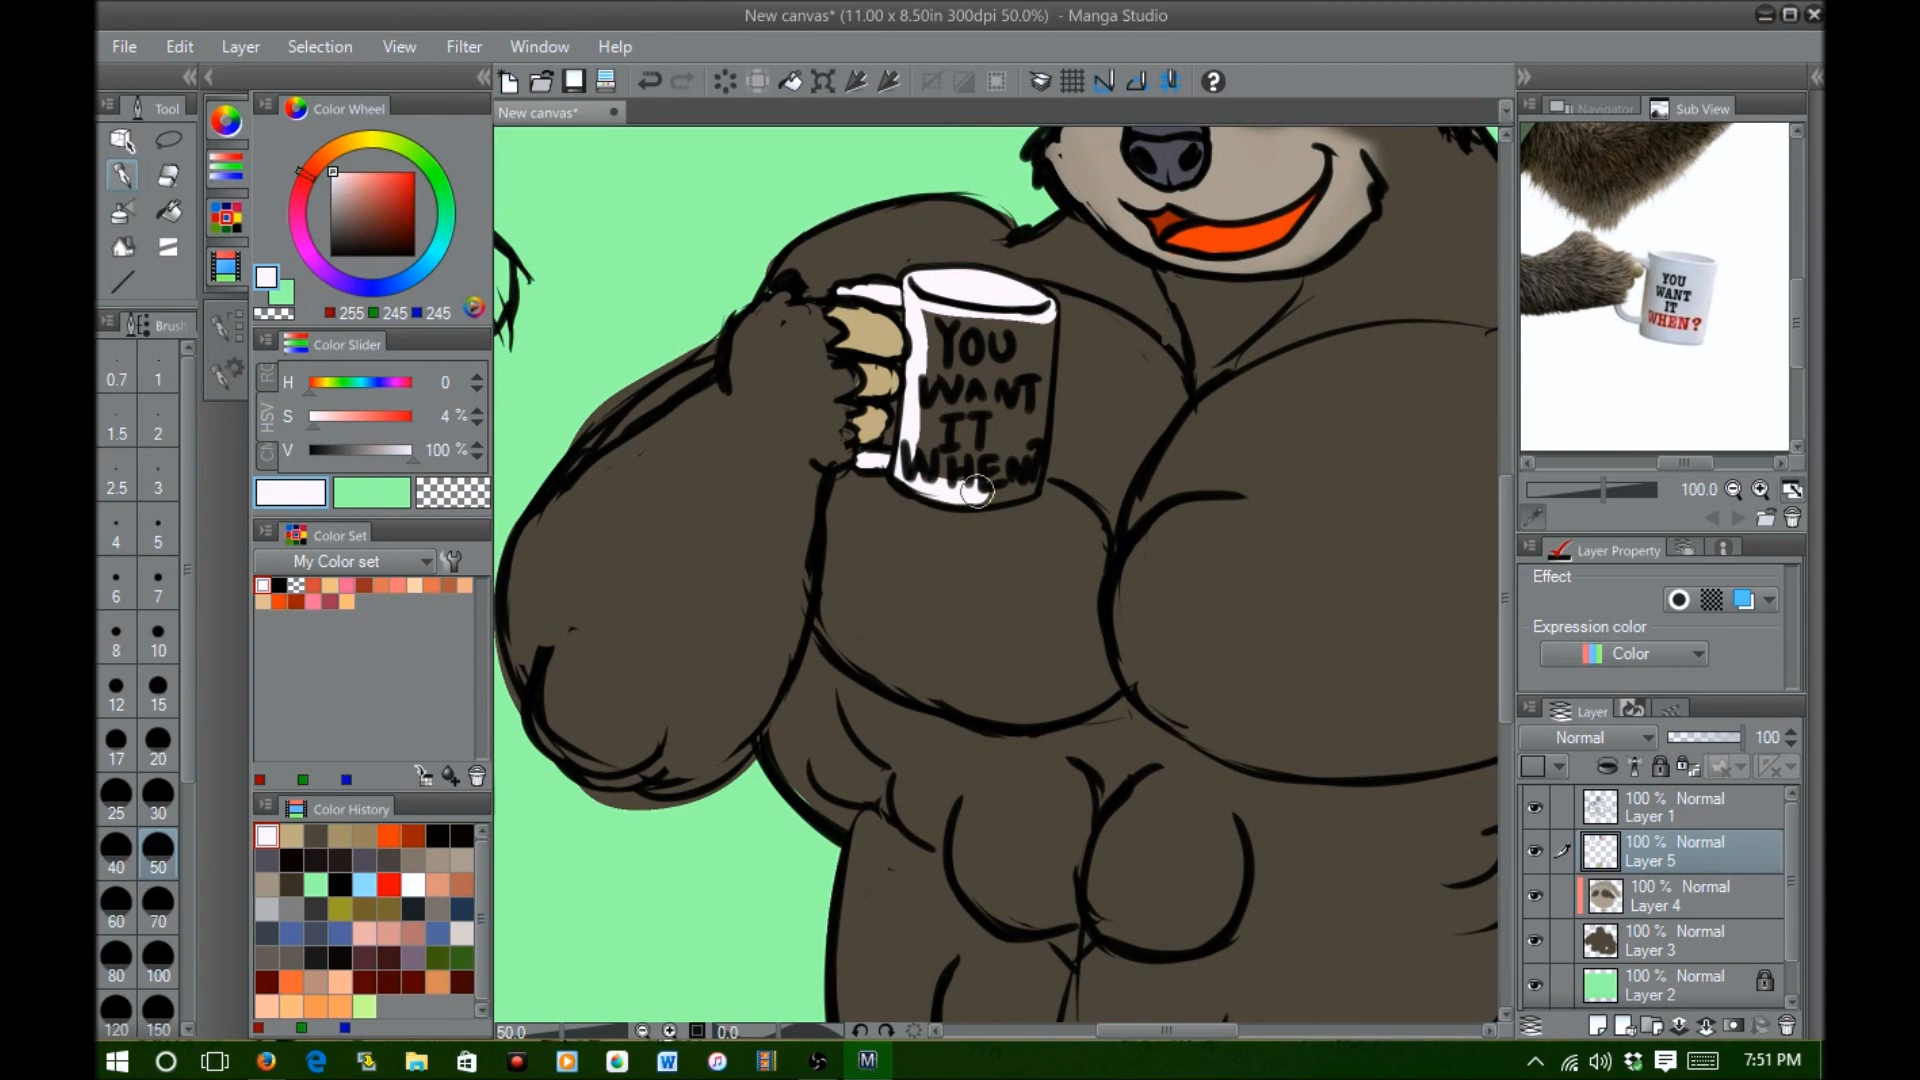 New canvas* (11.00 x 8.50in 300dpi 50.0%) - Manga Studio
File Edit Layer Selection View Filter Window Help
Tool
Color Wheel
New canvas*
Navigator Sub View
255 245 245
Brush
Color Slider
H 0
S 4 %
V 100 %
HSV
0.7 1
1.5 2
2.5 3
4 5
6 7
8 10
12 15
17 20
25 30
40 50
60 70
80 100
120 150
Color Set
My Color set
Color History
YOU
WANT
IT
WHEN?
YOU
WANT
IT
WHEN?
100.0
Layer Property
Effect
Expression color
Color
Layer
Normal 100
100 % Normal
Layer 1
100 % Normal
Layer 5
100 % Normal
Layer 4
100 % Normal
Layer 3
100 % Normal
Layer 2
50.0 0.0
7:51 PM